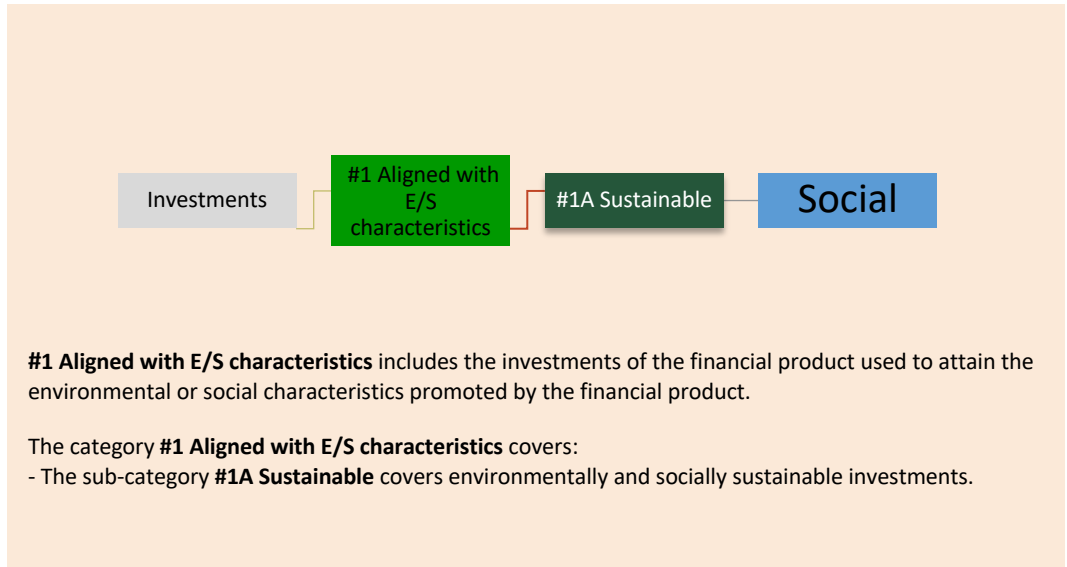 Investments
#1 Aligned with
E/S
characteristics
#1A Sustainable
Social
#1 Aligned with E/S characteristics includes the investments of the financial product used to attain the
environmental or social characteristics promoted by the financial product.
The category #1 Aligned with E/S characteristics covers:
- The sub-category #1A Sustainable covers environmentally and socially sustainable investments.